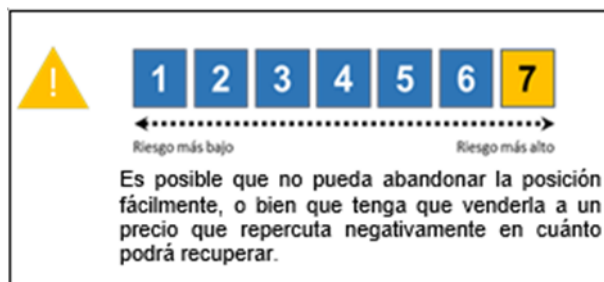 !
1 2 3 4 5 6 7
Riesgo más bajo Riesgo más alto
Es posible que no pueda abandonar la posición
fácilmente, o bien que tenga que venderla a un
precio que repercuta negativamente en cuánto
podrá recuperar.